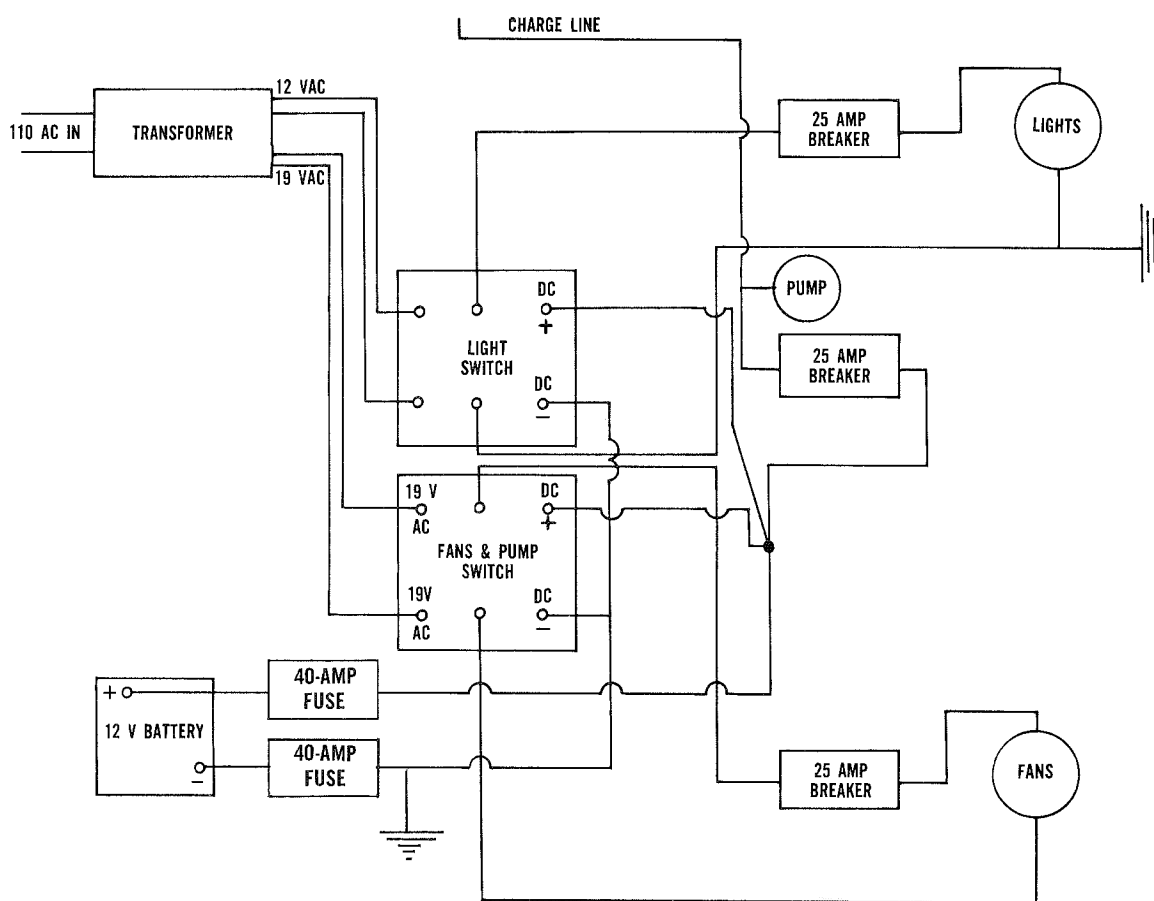 CHARGE LINE
12 VAC
110 AC IN
TRANSFORMER
19 VAC
25 AMP
BREAKER
LIGHTS
DC
+
LIGHT
SWITCH
DC
−
PUMP
25 AMP
BREAKER
19 V
AC
DC
+
FANS & PUMP
SWITCH
19V
AC
DC
−
+
12 V BATTERY
−
40-AMP
FUSE
40-AMP
FUSE
25 AMP
BREAKER
FANS